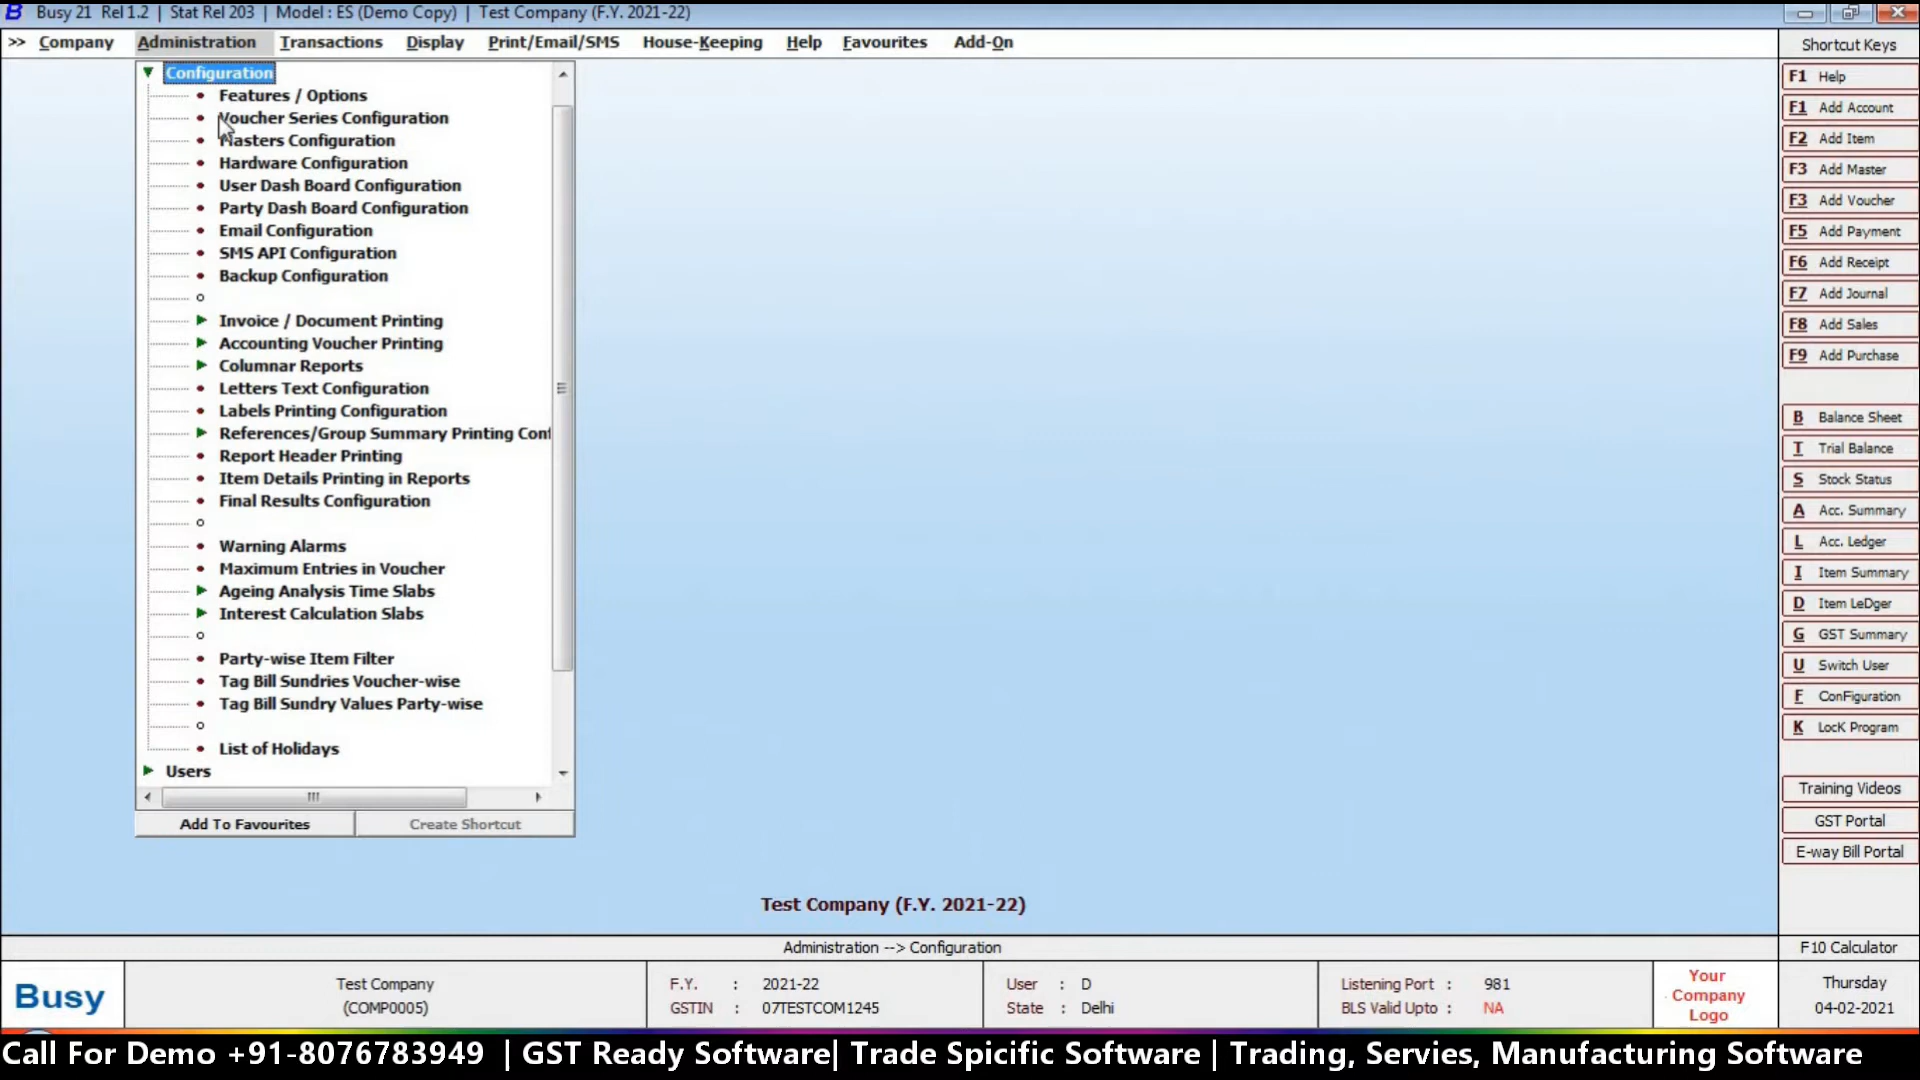 Busy 21 Rel 1.2 | Stat Rel 203 | Model : ES (Demo Copy) | Test Company (F.Y. 2021-22)
>> Company Administration Transactions Display Print/Email/SMS House-Keeping Help Favourites Add-On
Configuration
Features / Options
Voucher Series Configuration
Masters Configuration
Hardware Configuration
User Dash Board Configuration
Party Dash Board Configuration
Email Configuration
SMS API Configuration
Backup Configuration
Invoice / Document Printing
Accounting Voucher Printing
Columnar Reports
Letters Text Configuration
Labels Printing Configuration
References/Group Summary Printing Conf
Report Header Printing
Item Details Printing in Reports
Final Results Configuration
Warning Alarms
Maximum Entries in Voucher
Ageing Analysis Time Slabs
Interest Calculation Slabs
Party-wise Item Filter
Tag Bill Sundries Voucher-wise
Tag Bill Sundry Values Party-wise
List of Holidays
Users
Add To Favourites Create Shortcut
Shortcut Keys
F1 Help
F1 Add Account
F2 Add Item
F3 Add Master
F3 Add Voucher
F5 Add Payment
F6 Add Receipt
F7 Add Journal
F8 Add Sales
F9 Add Purchase
B Balance Sheet
T Trial Balance
S Stock Status
A Acc. Summary
L Acc. Ledger
I Item Summary
D Item LeDger
G GST Summary
U Switch User
F ConFiguration
K LocK Program
Training Videos
GST Portal
E-way Bill Portal
Test Company (F.Y. 2021-22)
Administration --> Configuration
F10 Calculator
Busy
Test Company
(COMP0005)
F.Y. : 2021-22
GSTIN : 07TESTCOM1245
User : D
State : Delhi
Listening Port : 981
BLS Valid Upto : NA
Your
Company
Logo
Thursday
04-02-2021
Call For Demo +91-8076783949 | GST Ready Software| Trade Spicific Software | Trading, Servies, Manufacturing Software